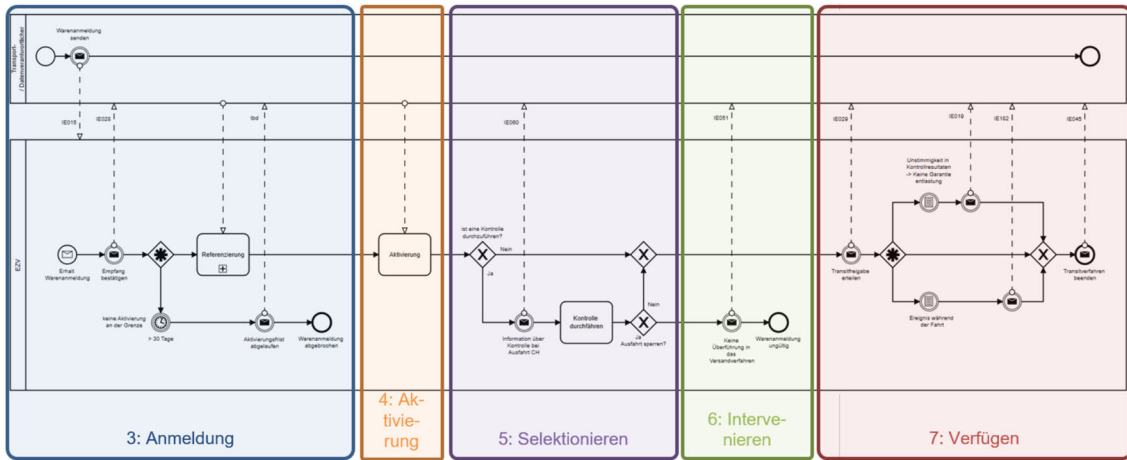 Transport-
/ Datenverantwortlicher
Warenanmeldung
senden
IE015
IE028
tbd
IE060
IE051
IE029
IE019
IE182
IE045
EZV
Erhalt
Warenanmeldung
Empfang
bestätigen
Referenzierung
keine Aktivierung
an der Grenze
> 30 Tage
Aktivierungsfrist
abgelaufen
Warenanmeldung
abgebrochen
Aktivierung
ist eine Kontrolle
durchzuführen?
Nein
Ja
Information über
Kontrolle bei
Ausfahrt CH
Kontrolle
durchführen
Nein
Ja
Ausfahrt sperren?
Keine
Überführung in
das
Versandverfahren
Warenanmeldung
ungültig
Transitfreigabe
erteilen
Unstimmigkeit in
Kontrollresultaten
-> Keine Garantie
entlastung
Ereignis während
der Fahrt
Transitverfahren
beenden
3: Anmeldung
4: Ak-
tivie-
rung
5: Selektionieren
6: Interve-
nieren
7: Verfügen